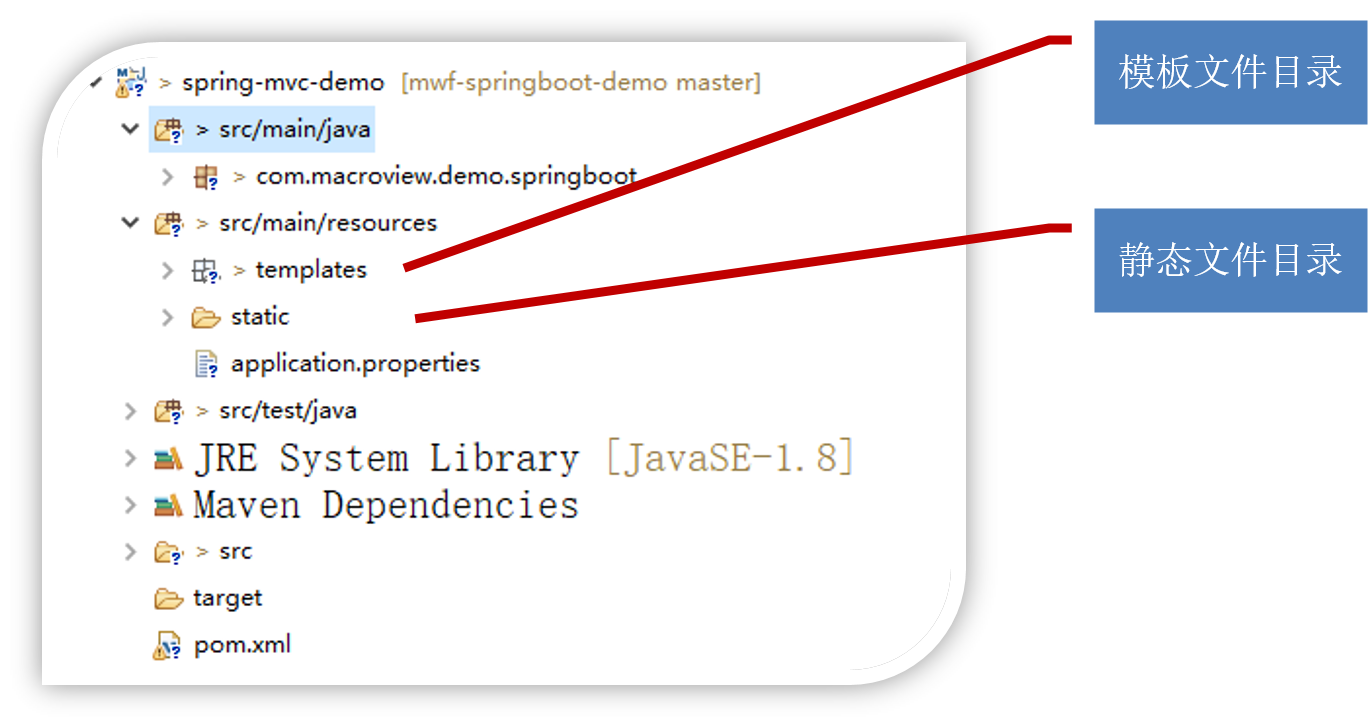 > spring-mvc-demo [mwf-springboot-demo master]
> src/main/java
> com.macroview.demo.springboot
> src/main/resources
> templates
static
application.properties
> src/test/java
JRE System Library [JavaSE-1.8]
Maven Dependencies
> src
target
pom.xml
模板文件目录
静态文件目录